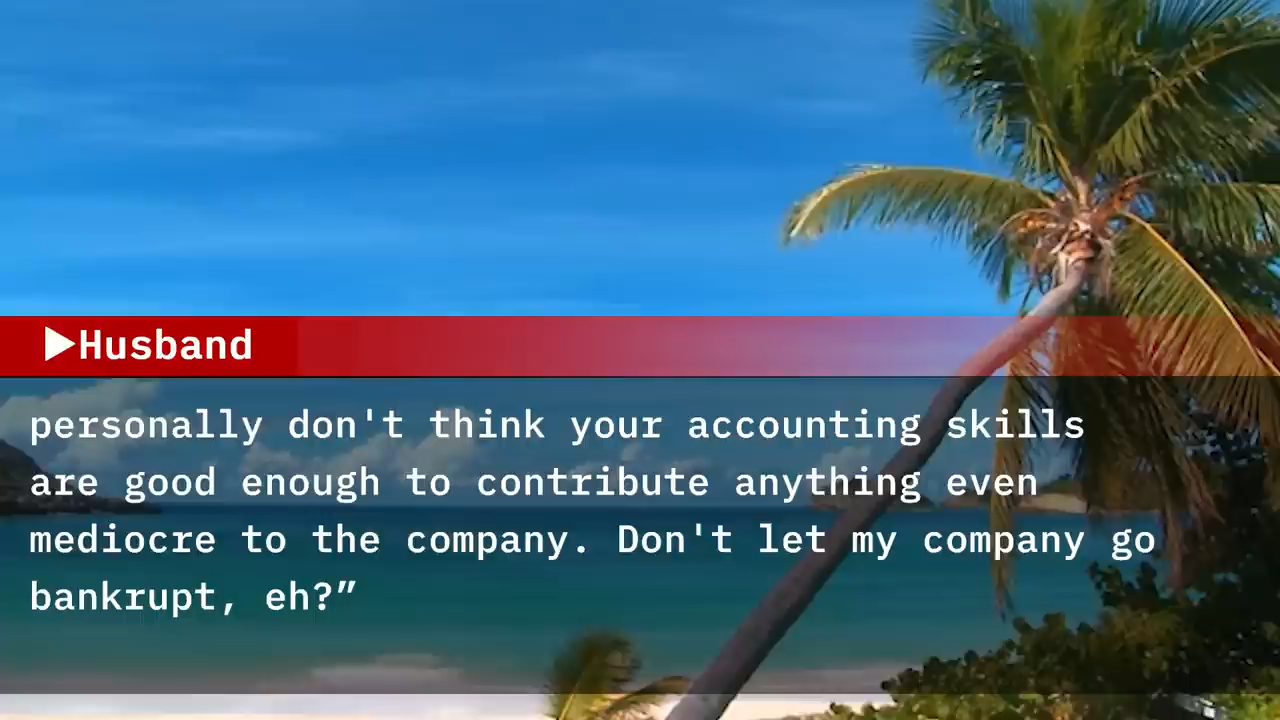 ▶Husband
personally don't think your accounting skills
are good enough to contribute anything even
mediocre to the company. Don't let my company go
bankrupt, eh?”